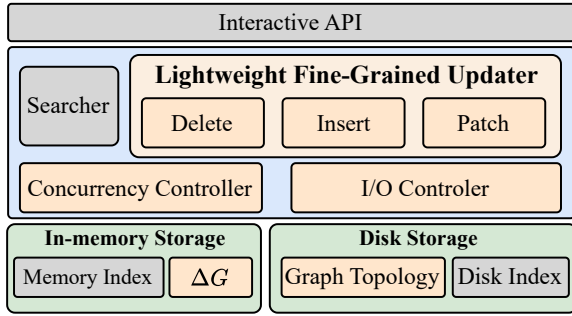 Interactive API
Lightweight Fine-Grained Updater
Searcher
Delete
Insert
Patch
Concurrency Controller
I/O Controler
In-memory Storage
Disk Storage
Memory Index
ΔG
Graph Topology
Disk Index